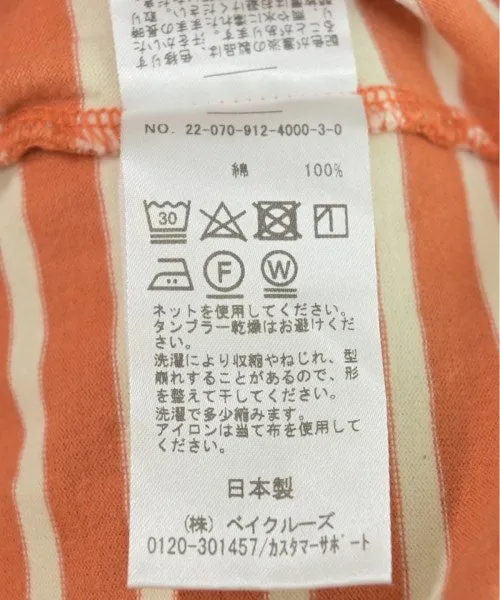 NO. 22-070-912-4000-3-0
綿 100%
30
F W
ネットを使用してください。
タンブラー乾燥はお避けくだ
さい。
洗濯により収縮やねじれ、型
崩れすることがあるので、形
を整えて干してください。
洗濯で多少縮みます。
アイロンは当て布を使用して
ください。
日本製
(株) ベイクルーズ
0120-301457/カスタマーサポート